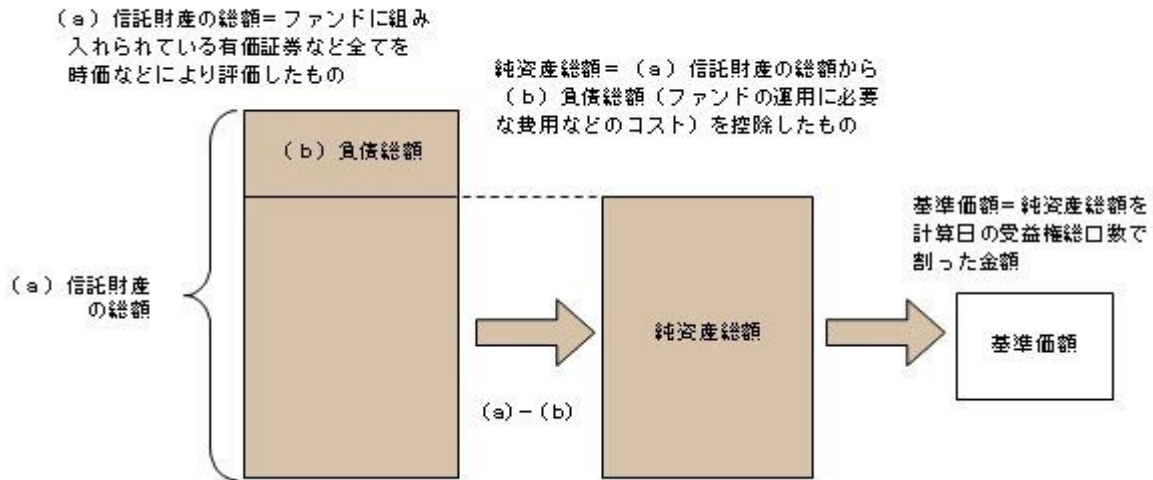 (a)信託財産の総額=ファンドに組み
入れられている有価証券など全てを
時価などにより評価したもの
純資産総額=(a)信託財産の総額から
(b)負債総額(ファンドの運用に必要
な費用などのコスト)を控除したもの
(b)負債総額
基準価額=純資産総額を
計算日の受益権総口数で
割った金額
(a)信託財産
の総額
純資産総額
基準価額
(a)-(b)